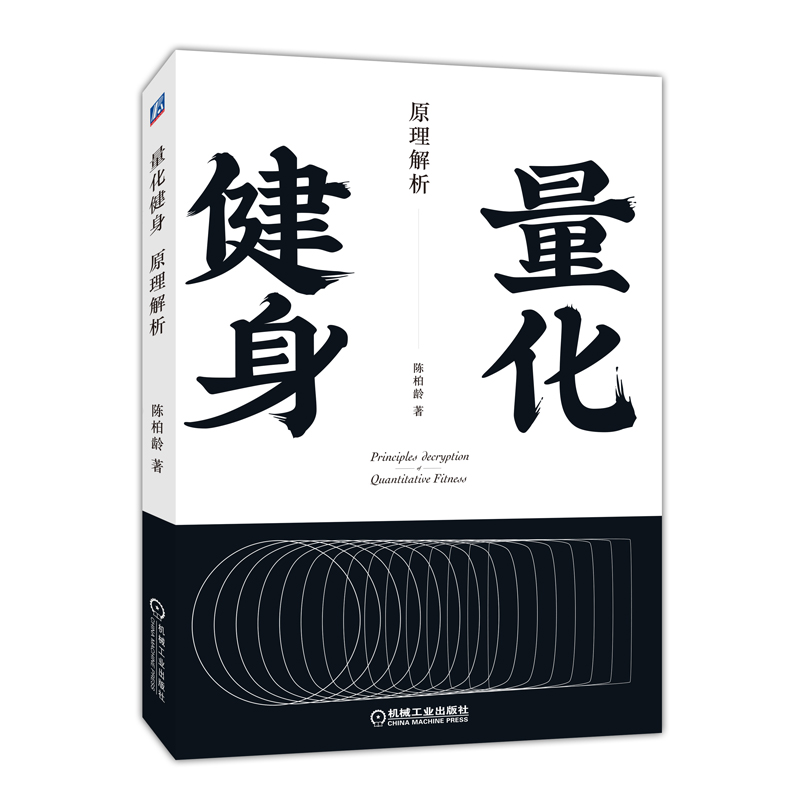 量化
健身
原理解析
陈柏龄 著
Principles decryption
of
Quantitative Fitness
机械工业出版社
CHINA MACHINE PRESS
量化健身 原理解析
陈柏龄 著
机械工业出版社
CHINA MACHINE PRESS